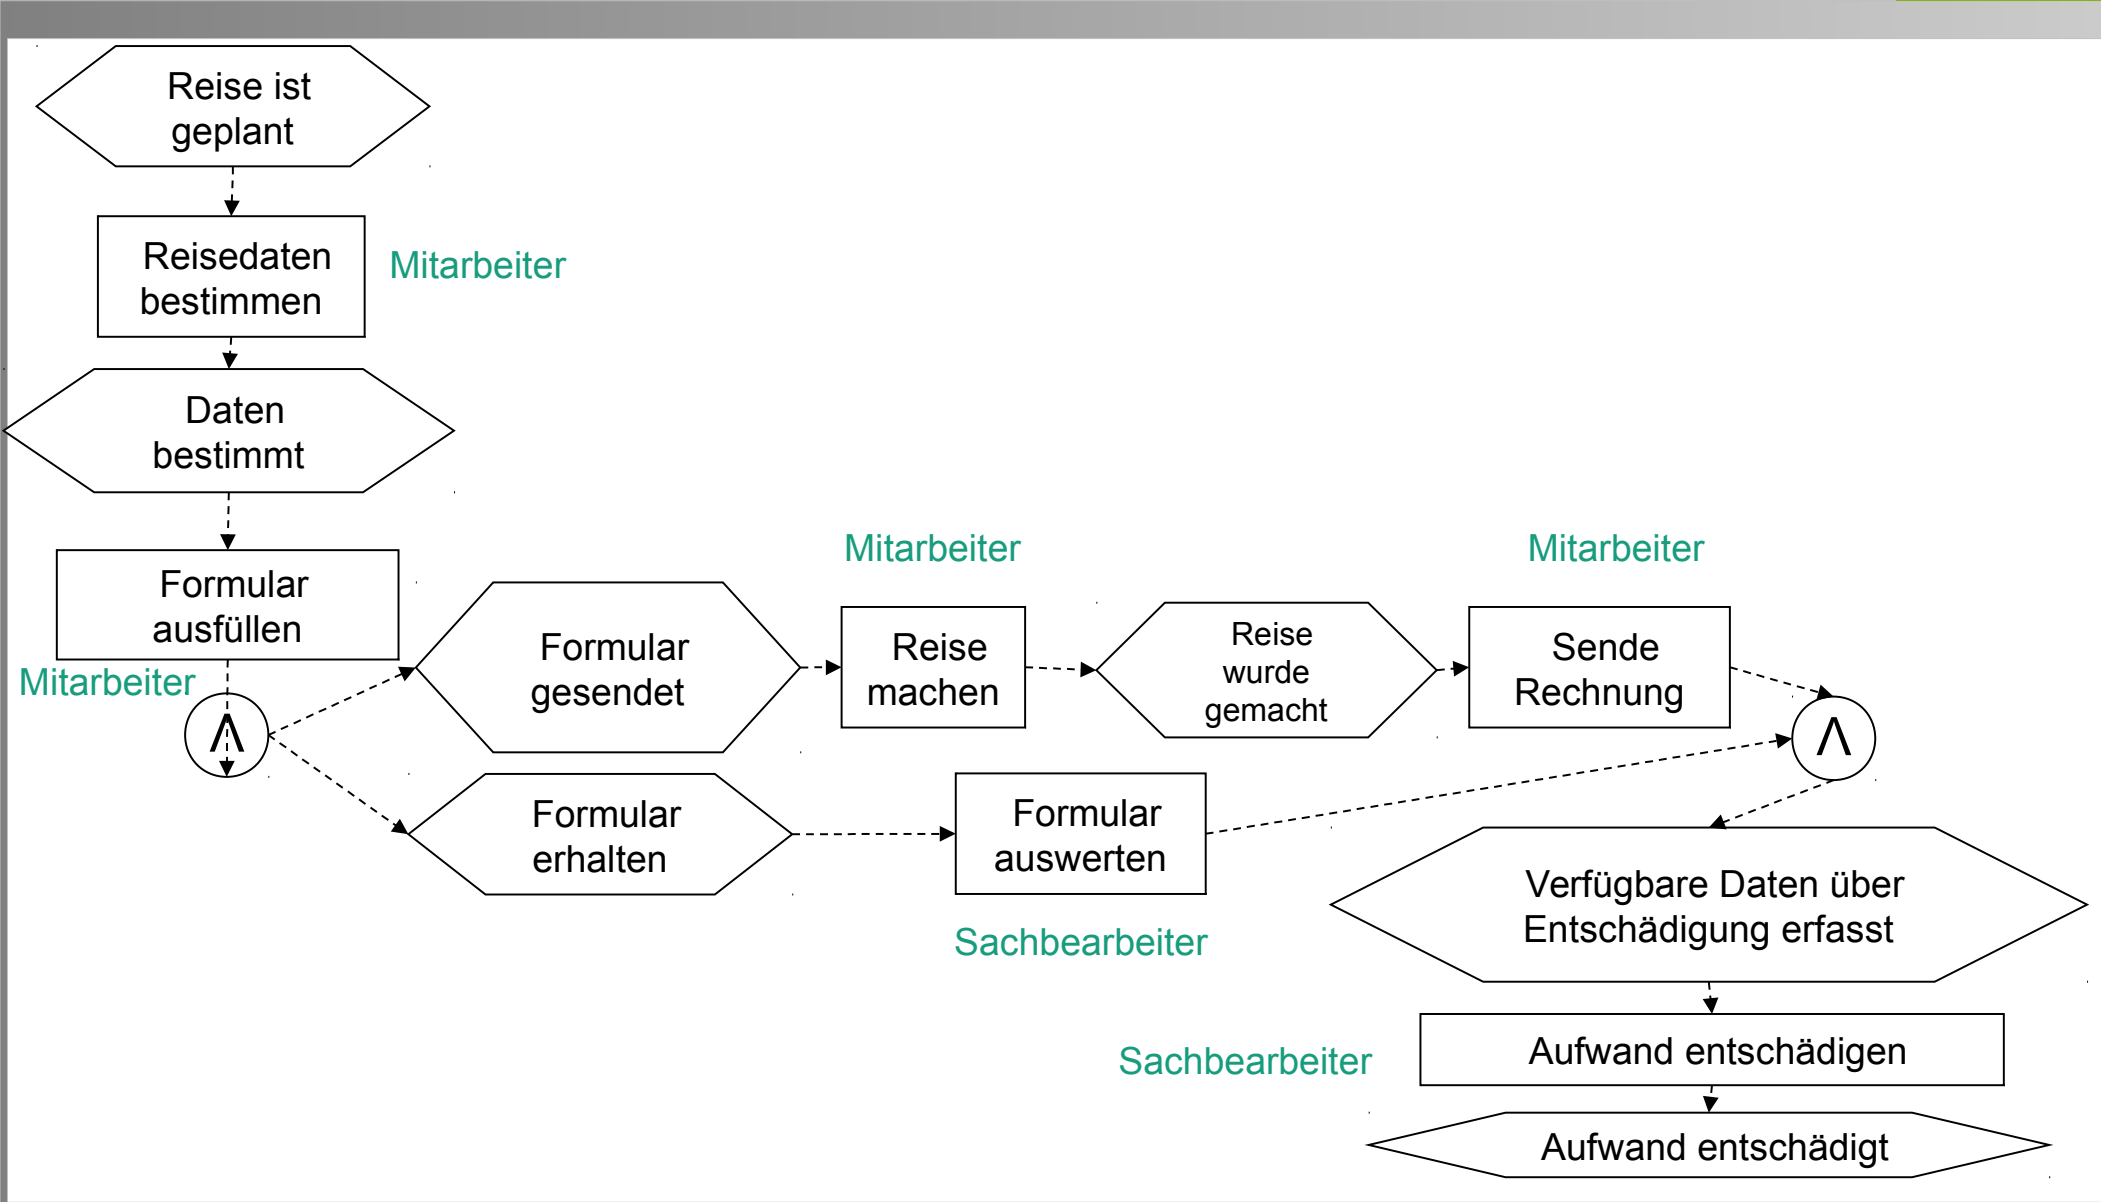 Reise ist
geplant
Reisedaten
bestimmen
Mitarbeiter
Daten
bestimmt
Formular
ausfüllen
Mitarbeiter
Λ
Formular
gesendet
Mitarbeiter
Reise
machen
Reise
wurde
gemacht
Mitarbeiter
Sende
Rechnung
Λ
Formular
erhalten
Formular
auswerten
Sachbearbeiter
Verfügbare Daten über
Entschädigung erfasst
Sachbearbeiter
Aufwand entschädigen
Aufwand entschädigt